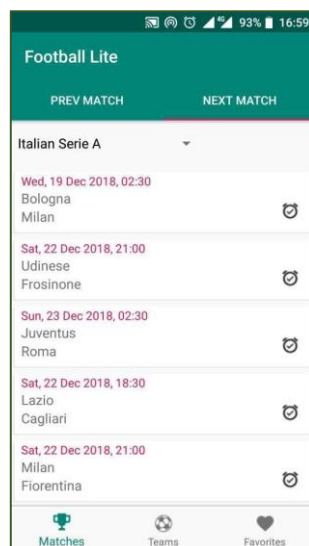 4G 93% 16:59
Football Lite
PREV MATCH NEXT MATCH
Italian Serie A
Wed, 19 Dec 2018, 02:30
Bologna
Milan
Sat, 22 Dec 2018, 21:00
Udinese
Frosinone
Sun, 23 Dec 2018, 02:30
Juventus
Roma
Sat, 22 Dec 2018, 18:30
Lazio
Cagliari
Sat, 22 Dec 2018, 21:00
Milan
Fiorentina
Matches Teams Favorites